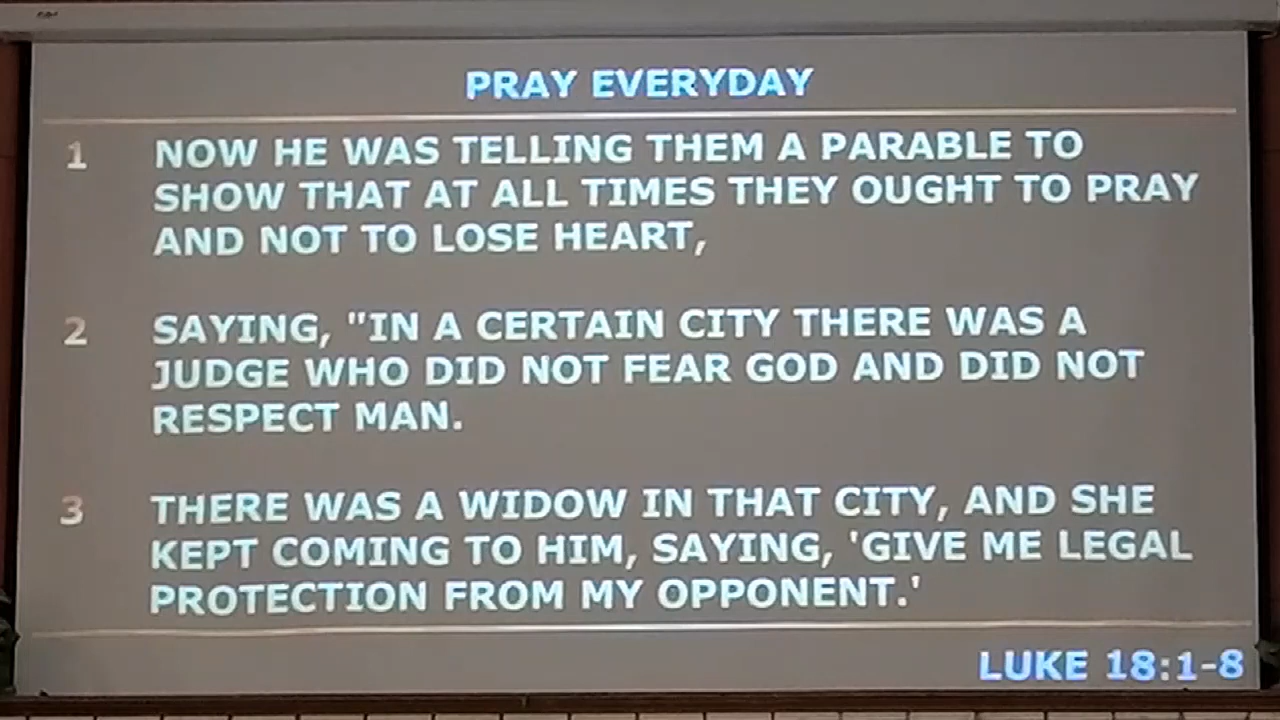 PRAY EVERYDAY
1 NOW HE WAS TELLING THEM A PARABLE TO
SHOW THAT AT ALL TIMES THEY OUGHT TO PRAY
AND NOT TO LOSE HEART,
2 SAYING, "IN A CERTAIN CITY THERE WAS A
JUDGE WHO DID NOT FEAR GOD AND DID NOT
RESPECT MAN.
3 THERE WAS A WIDOW IN THAT CITY, AND SHE
KEPT COMING TO HIM, SAYING, 'GIVE ME LEGAL
PROTECTION FROM MY OPPONENT.'
LUKE 18:1-8